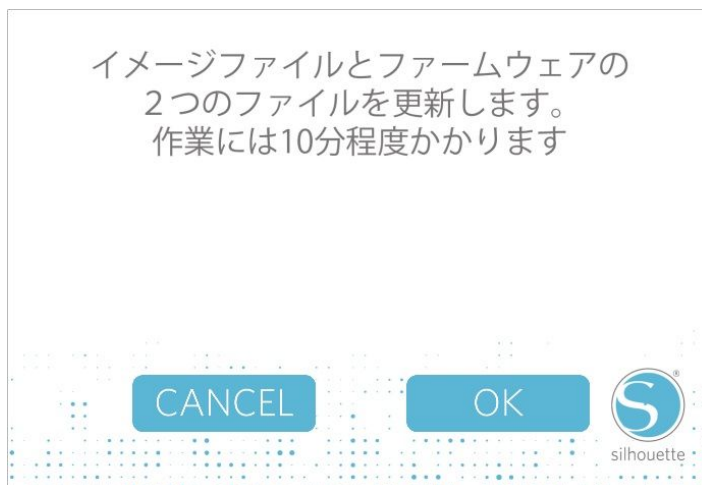 イメージファイルとファームウェアの
２つのファイルを更新します。
作業には10分程度かかります
CANCEL
OK
S
®
silhouette